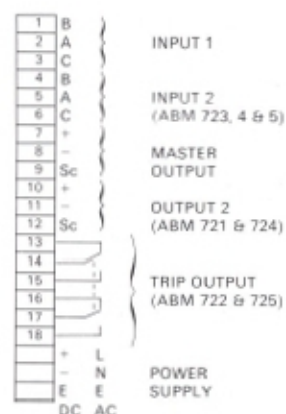 1 B
2 A INPUT 1
3 C
4 B
5 A INPUT 2
6 C (ABM 723, 4 & 5)
7 +
8 − MASTER
9 Sc OUTPUT
10 +
11 − OUTPUT 2
12 Sc (ABM 721 & 724)
13
14
15 TRIP OUTPUT
16 (ABM 722 & 725)
17
18
+ L
− N POWER
E E SUPPLY
DC AC